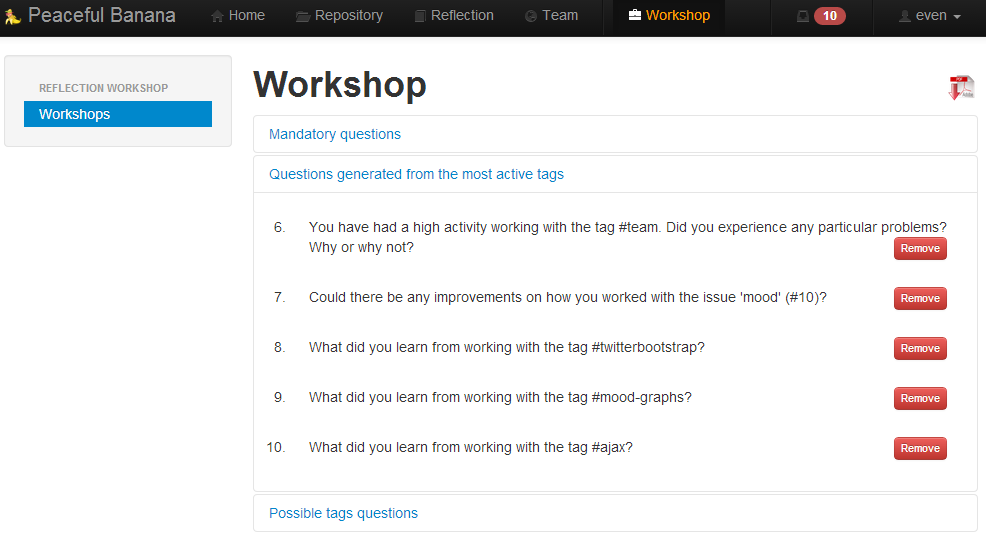 Peaceful Banana Home Repository Reflection Team Workshop 10 even
REFLECTION WORKSHOP
Workshops
Workshop
Mandatory questions
Questions generated from the most active tags
6. You have had a high activity working with the tag #team. Did you experience any particular problems?
Why or why not? Remove
7. Could there be any improvements on how you worked with the issue 'mood' (#10)? Remove
8. What did you learn from working with the tag #twitterbootstrap? Remove
9. What did you learn from working with the tag #mood-graphs? Remove
10. What did you learn from working with the tag #ajax? Remove
Possible tags questions